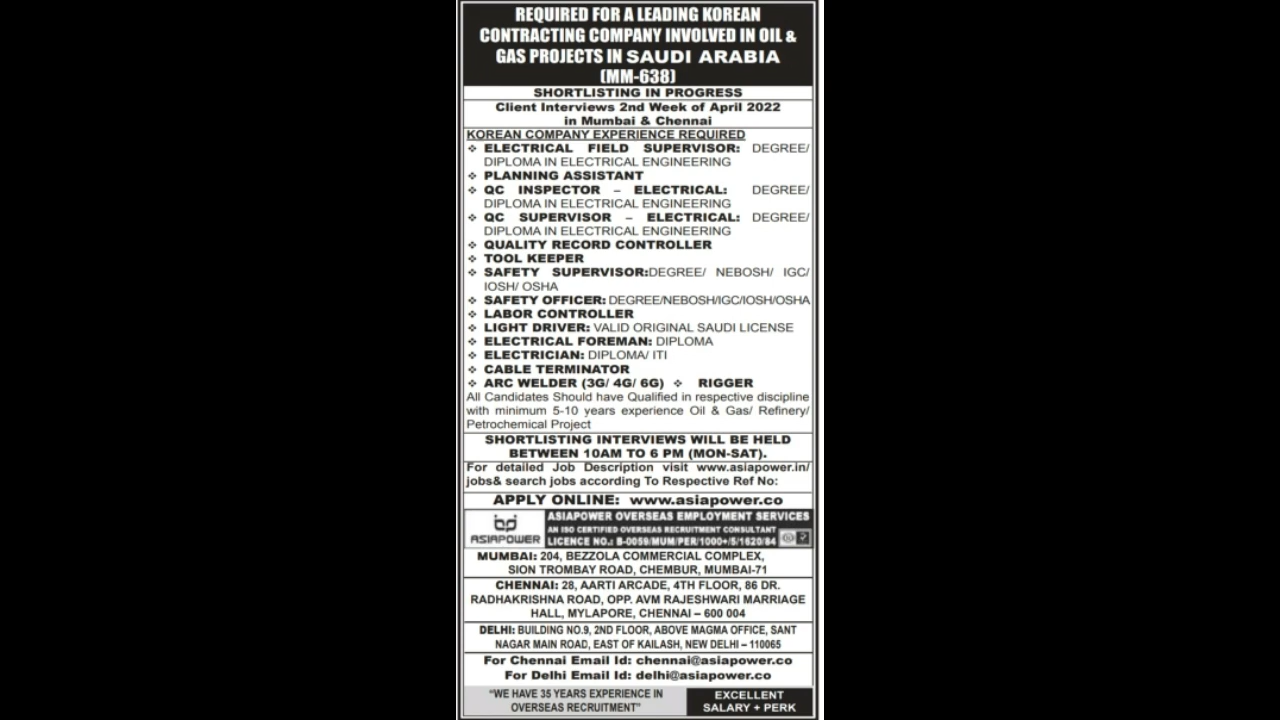 REQUIRED FOR A LEADING KOREAN
CONTRACTING COMPANY INVOLVED IN OIL &
GAS PROJECTS IN SAUDI ARABIA
(MM-638)
SHORTLISTING IN PROGRESS
Client Interviews 2nd Week of April 2022
in Mumbai & Chennai
KOREAN COMPANY EXPERIENCE REQUIRED
❖ ELECTRICAL FIELD SUPERVISOR: DEGREE/
DIPLOMA IN ELECTRICAL ENGINEERING
❖ PLANNING ASSISTANT
❖ QC INSPECTOR – ELECTRICAL: DEGREE/
DIPLOMA IN ELECTRICAL ENGINEERING
❖ QC SUPERVISOR – ELECTRICAL: DEGREE/
DIPLOMA IN ELECTRICAL ENGINEERING
❖ QUALITY RECORD CONTROLLER
❖ TOOL KEEPER
❖ SAFETY SUPERVISOR:DEGREE/ NEBOSH/ IGC/
IOSH/ OSHA
❖ SAFETY OFFICER: DEGREE/NEBOSH/IGC/IOSH/OSHA
❖ LABOR CONTROLLER
❖ LIGHT DRIVER: VALID ORIGINAL SAUDI LICENSE
❖ ELECTRICAL FOREMAN: DIPLOMA
❖ ELECTRICIAN: DIPLOMA/ ITI
❖ CABLE TERMINATOR
❖ ARC WELDER (3G/ 4G/ 6G) ❖ RIGGER
All Candidates Should have Qualified in respective discipline
with minimum 5-10 years experience Oil & Gas/ Refinery/
Petrochemical Project
SHORTLISTING INTERVIEWS WILL BE HELD
BETWEEN 10AM TO 6 PM (MON-SAT).
For detailed Job Description visit www.asiapower.in/
jobs& search jobs according To Respective Ref No:
APPLY ONLINE: www.asiapower.co
ASIAPOWER
ASIAPOWER OVERSEAS EMPLOYMENT SERVICES
AN ISO CERTIFIED OVERSEAS RECRUITMENT CONSULTANT
LICENCE NO.: B-0059/MUM/PER/1000+/5/1620/84
MUMBAI: 204, BEZZOLA COMMERCIAL COMPLEX,
SION TROMBAY ROAD, CHEMBUR, MUMBAI-71
CHENNAI: 28, AARTI ARCADE, 4TH FLOOR, 86 DR.
RADHAKRISHNA ROAD, OPP. AVM RAJESHWARI MARRIAGE
HALL, MYLAPORE, CHENNAI – 600 004
DELHI: BUILDING NO.9, 2ND FLOOR, ABOVE MAGMA OFFICE, SANT
NAGAR MAIN ROAD, EAST OF KAILASH, NEW DELHI – 110065
For Chennai Email Id: chennai@asiapower.co
For Delhi Email Id: delhi@asiapower.co
"WE HAVE 35 YEARS EXPERIENCE IN
OVERSEAS RECRUITMENT"
EXCELLENT
SALARY + PERK